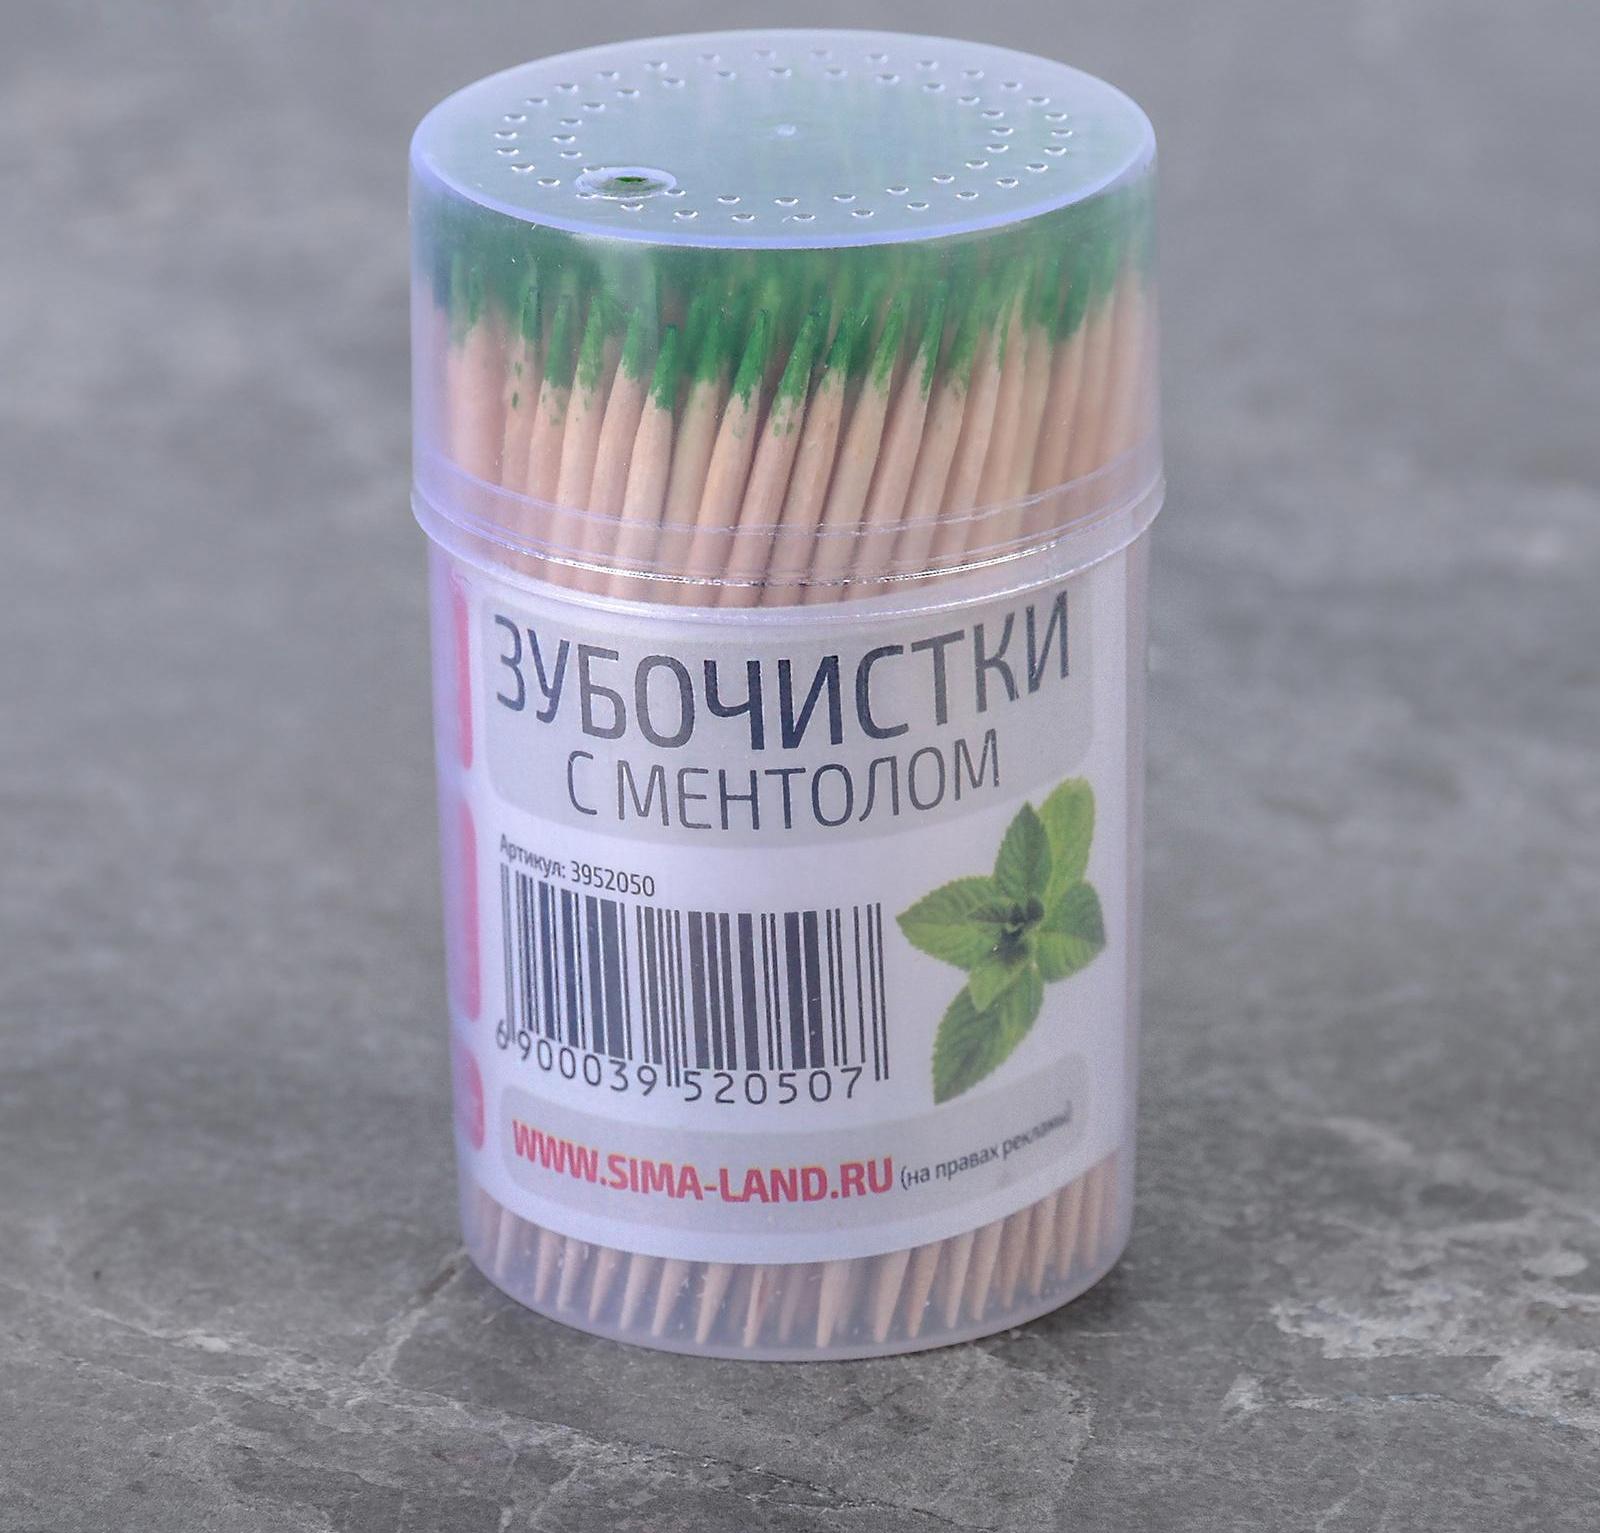 ЗУБОЧИСТКИ
С МЕНТОЛОМ
Артикул: 3952050
6 900039 520507
WWW.SIMA-LAND.RU (на правах рекламы)